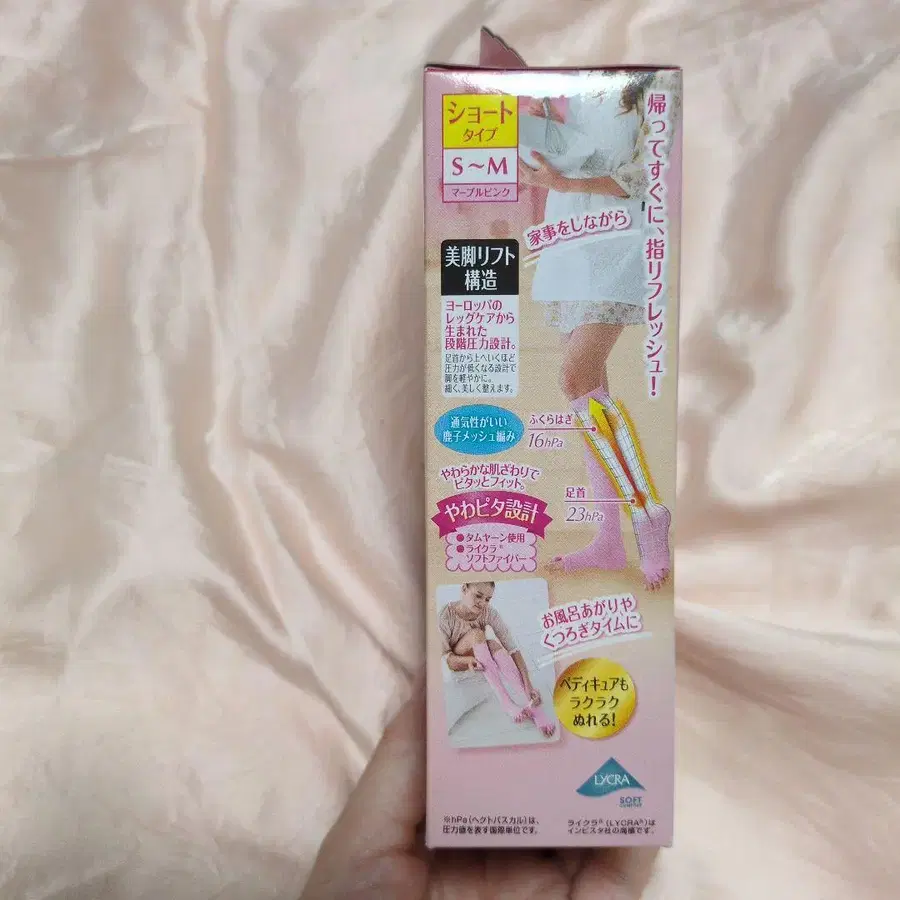 ショート
タイプ
S～M
マーブルピンク
帰ってすぐに、指リフレッシュ！
家事をしながら
美脚リフト
構造
ヨーロッパの
レッグケアから
生まれた
段階圧力設計。
足首から上へいくほど
圧力が低くなる設計で
脚を軽やかに。
細く、美しく整えます。
通気性がいい
鹿子メッシュ編み
ふくらはぎ
16hPa
やわらかな肌ざわりで
ピタッとフィット。
やわピタ設計
●タムヤーン使用
●ライクラ®
ソフトファイバー
足首
23hPa
お風呂あがりや
くつろぎタイムに
ペディキュアも
ラクラク
ぬれる！
LYCRA
SOFT
COMFORT
※hPa（ヘクトパスカル）は、
圧力値を表す国際単位です。
ライクラ®（LYCRA®）は
インビスタ社の商標です。